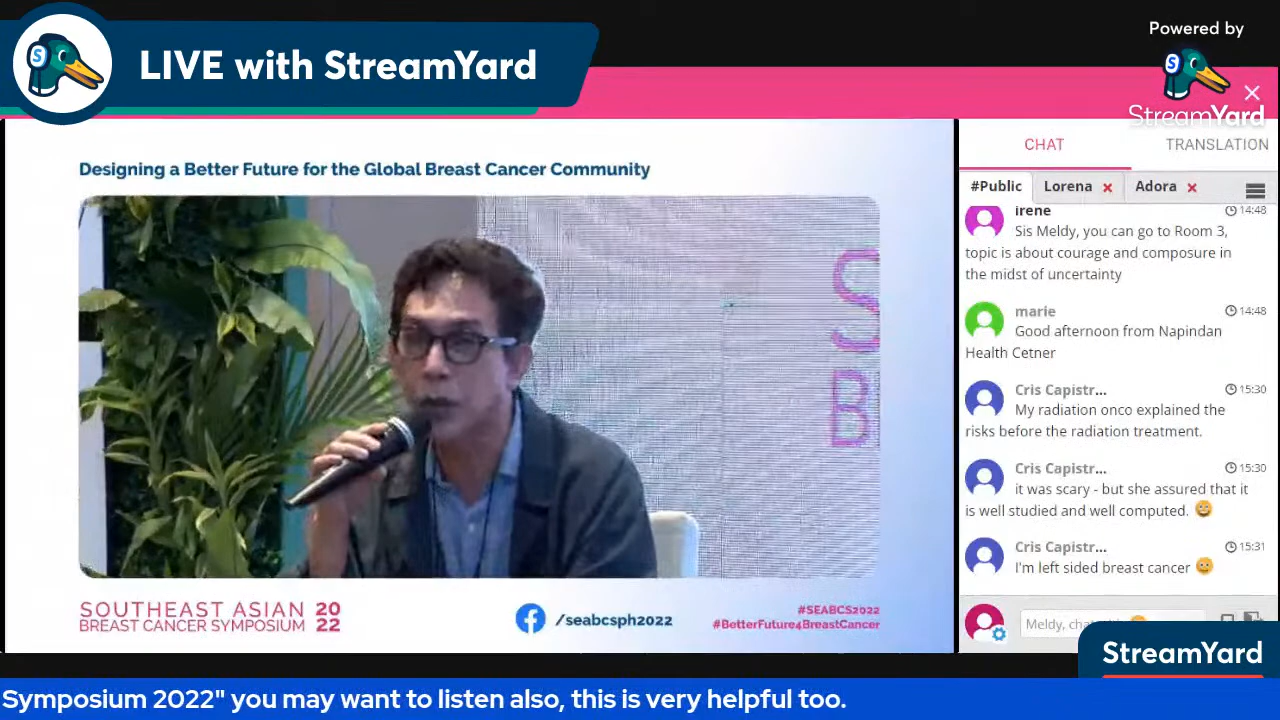 LIVE with StreamYard
Powered by
StreamYard
Designing a Better Future for the Global Breast Cancer Community
S
B
SOUTHEAST ASIAN 20
BREAST CANCER SYMPOSIUM 22
/seabcsph2022
#SEABCS2022
#BetterFuture4BreastCancer
CHAT
TRANSLATION
#Public
Lorena
Adora
irene
14:48
Sis Meldy, you can go to Room 3,
topic is about courage and composure in
the midst of uncertainty
marie
14:48
Good afternoon from Napindan
Health Cetner
Cris Capistr...
15:30
My radiation onco explained the
risks before the radiation treatment.
Cris Capistr...
15:30
it was scary - but she assured that it
is well studied and well computed.
Cris Capistr...
15:31
I'm left sided breast cancer
Meldy,
StreamYard
Symposium 2022" you may want to listen also, this is very helpful too.